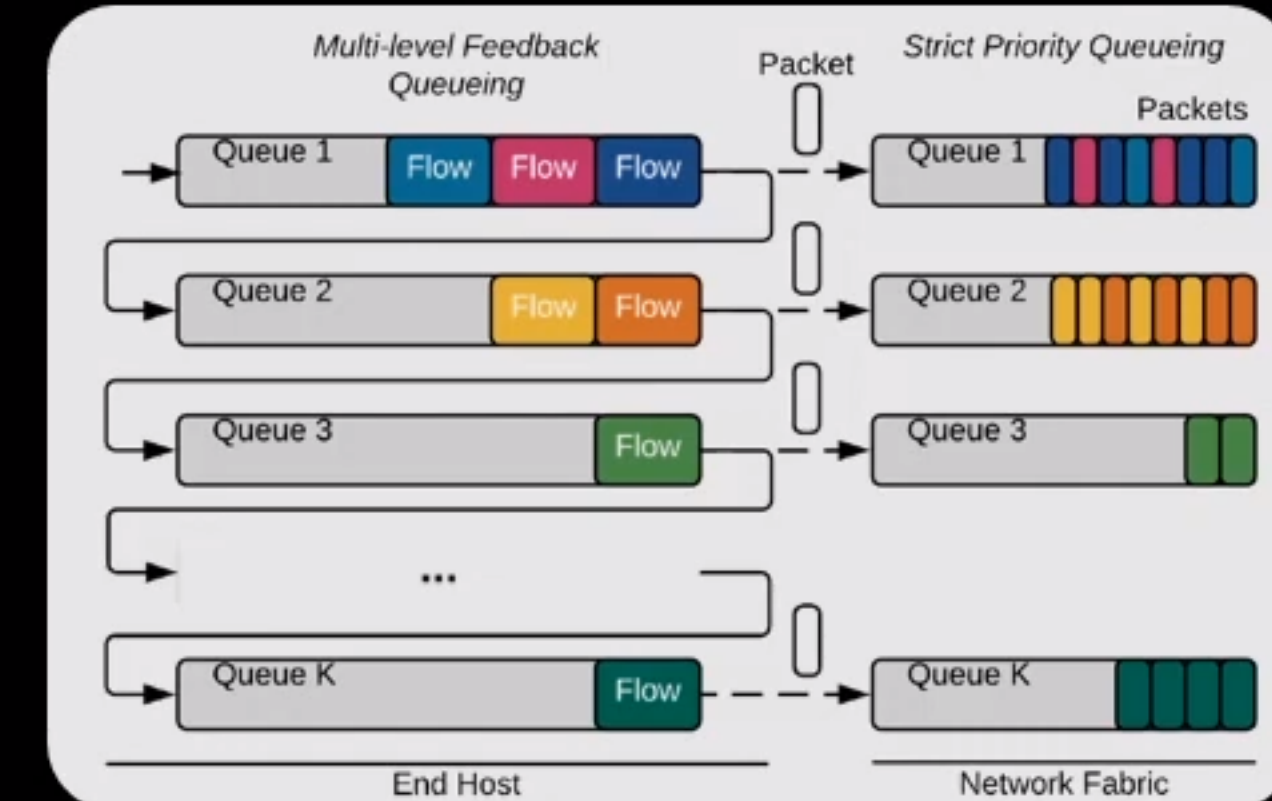 Multi-level Feedback
Queueing
Packet
Strict Priority Queueing
Packets
Queue 1
Flow
Flow
Flow
Queue 1
Queue 2
Flow
Flow
Queue 2
Queue 3
Flow
Queue 3
...
Queue K
Flow
Queue K
End Host
Network Fabric